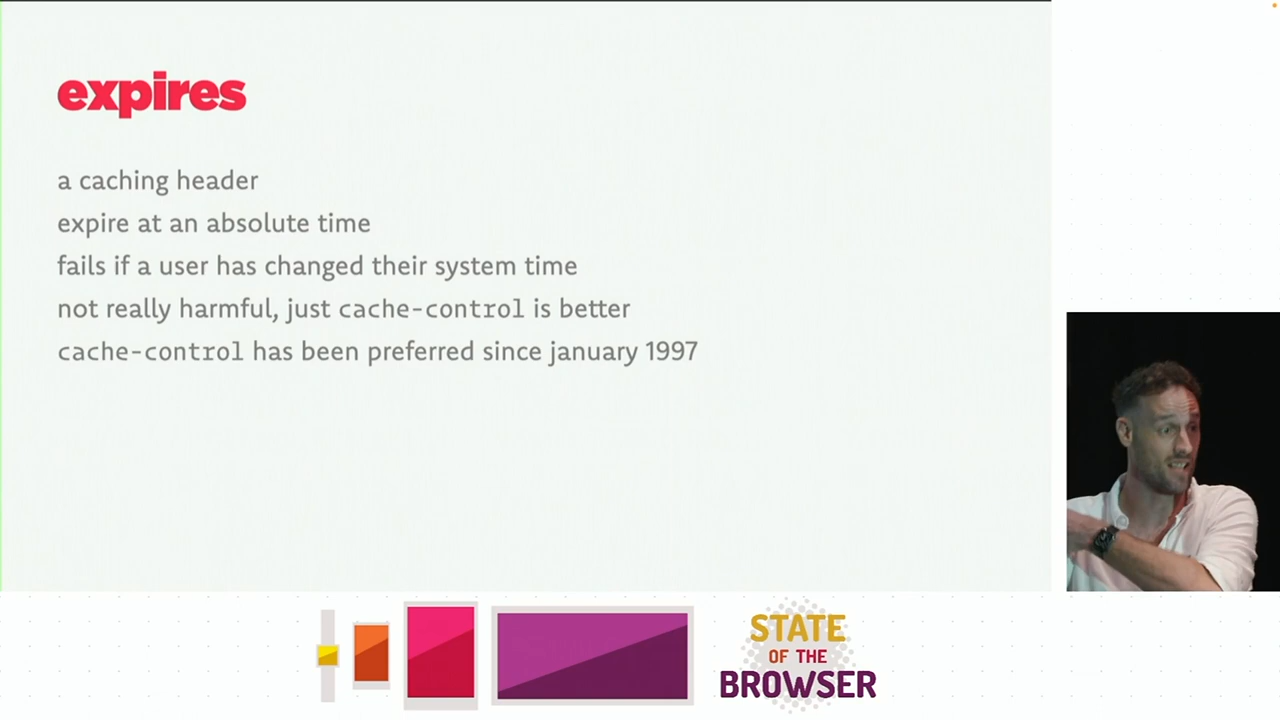 expires
a caching header
expire at an absolute time
fails if a user has changed their system time
not really harmful, just cache-control is better
cache-control has been preferred since january 1997
STATE
OF THE
BROWSER